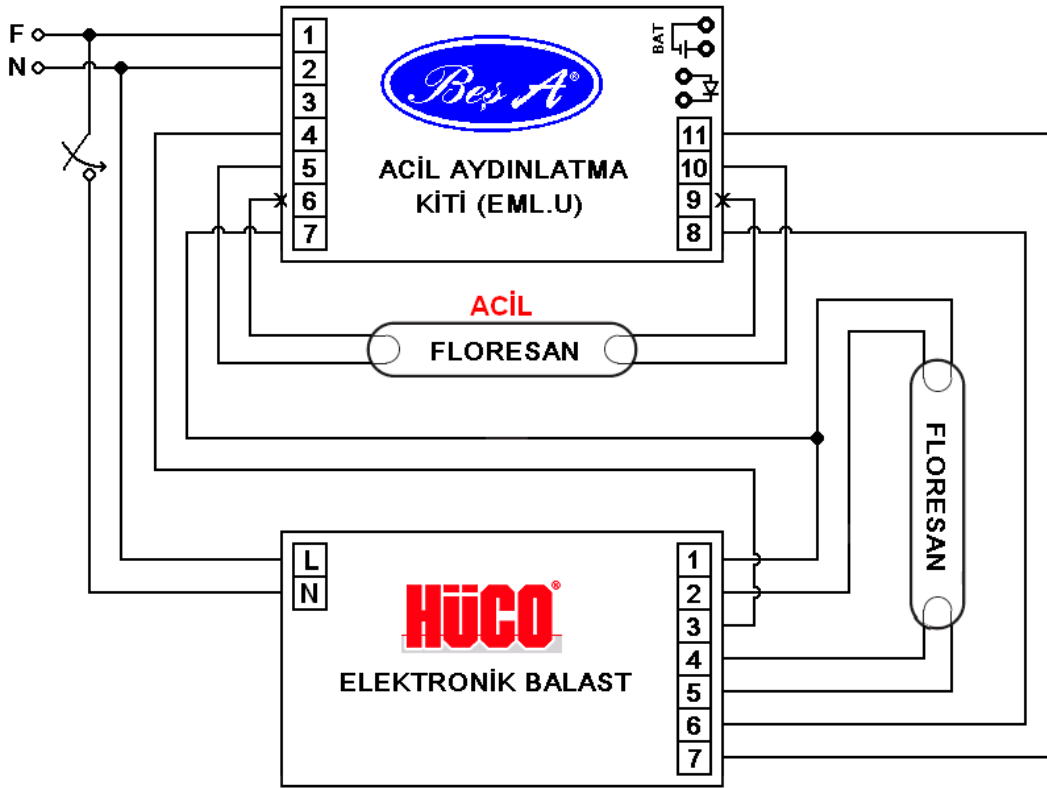 F
N
1
2
3
4
5
6
7
Beş A®
ACİL AYDINLATMA
KİTİ (EML.U)
BAT
11
10
9
8
ACİL
FLORESAN
FLORESAN
L
N
HÜCO®
ELEKTRONİK BALAST
1
2
3
4
5
6
7